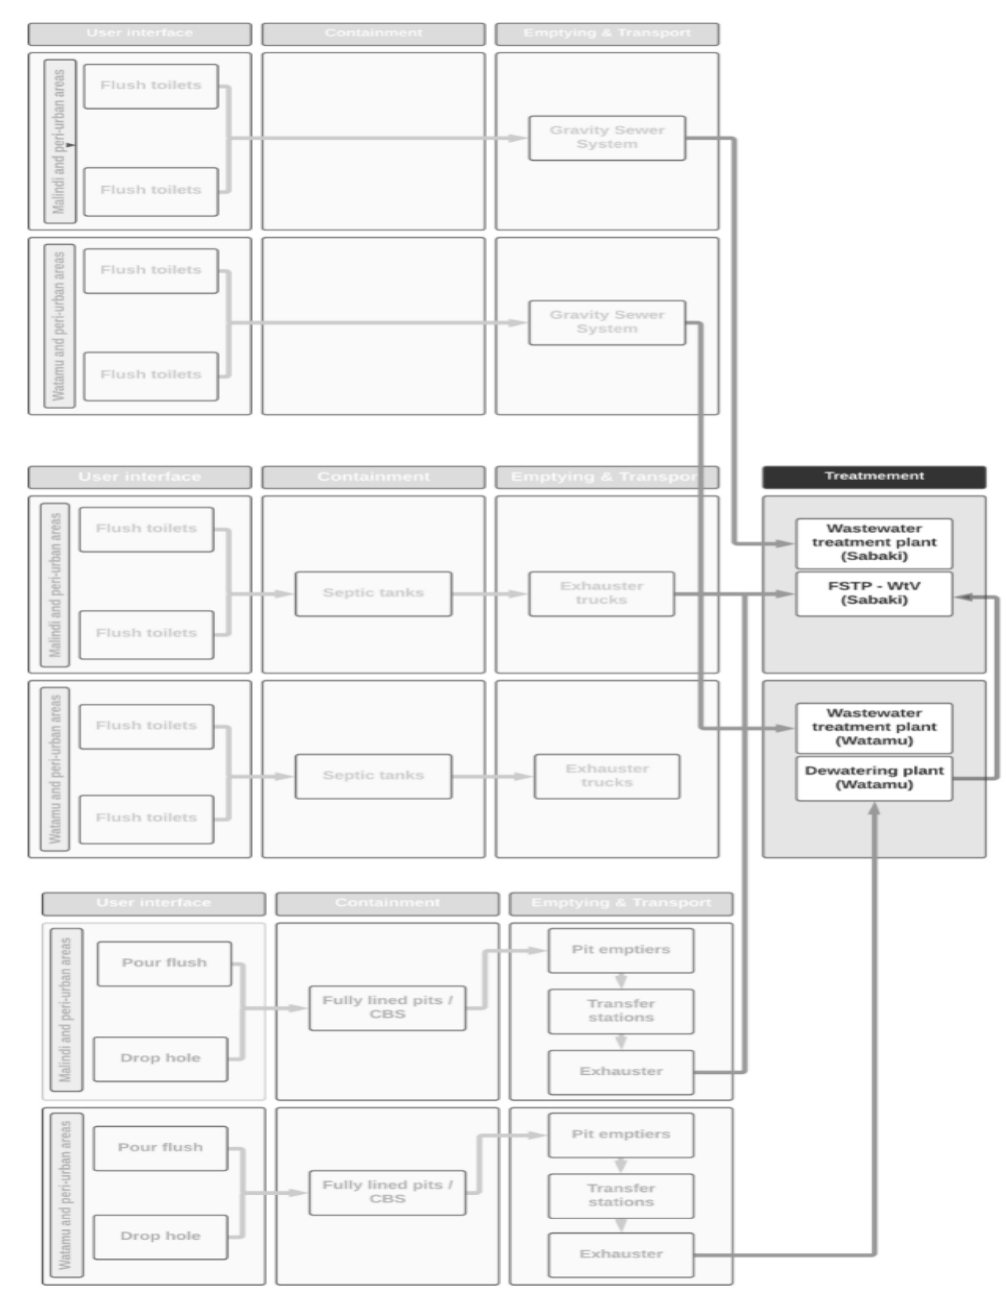 User interface
Containment
Emptying & Transport
Malindi and peri-urban areas
Flush toilets
Flush toilets
Gravity Sewer
System
Watamu and peri-urban areas
Flush toilets
Flush toilets
Gravity Sewer
System
User interface
Containment
Emptying & Transpor
Treatmement
Malindi and peri-urban areas
Flush toilets
Flush toilets
Septic tanks
Exhauster
trucks
Wastewater
treatment plant
(Sabaki)
FSTP - WtV
(Sabaki)
Watamu and peri-urban areas
Flush toilets
Flush toilets
Septic tanks
Exhauster
trucks
Wastewater
treatment plant
(Watamu)
Dewatering plant
(Watamu)
User interface
Containment
Emptying & Transport
Malindi and peri-urban areas
Pour flush
Drop hole
Fully lined pits /
CBS
Pit emptiers
Transfer
stations
Exhauster
Watamu and peri-urban areas
Pour flush
Drop hole
Fully lined pits /
CBS
Pit emptiers
Transfer
stations
Exhauster